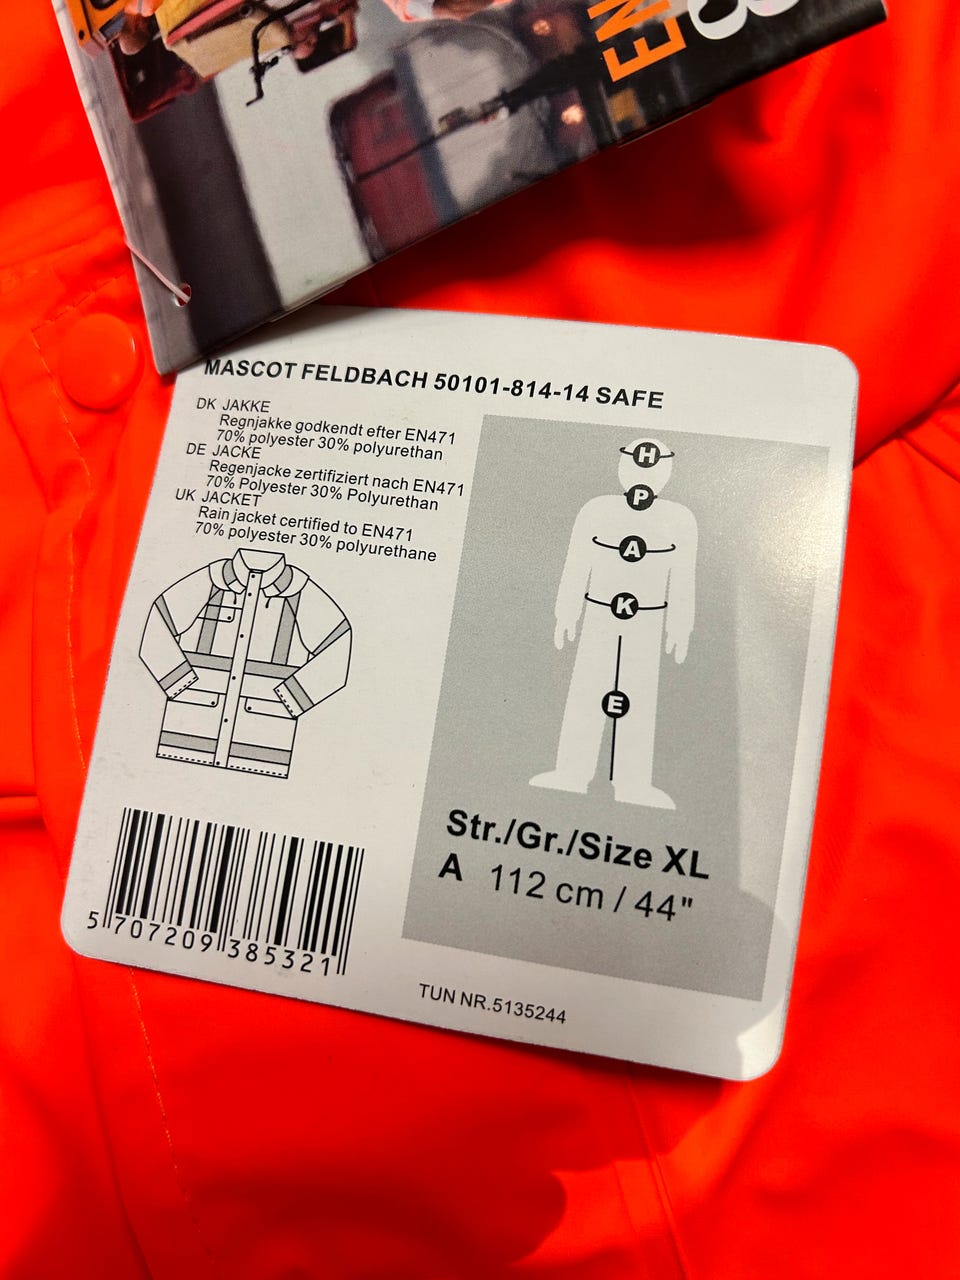 EN
MASCOT FELDBACH 50101-814-14 SAFE
DK JAKKE
Regnjakke godkendt efter EN471
70% polyester 30% polyurethan
DE JACKE
Regenjacke zertifiziert nach EN471
70% Polyester 30% Polyurethan
UK JACKET
Rain jacket certified to EN471
70% polyester 30% polyurethane
H
P
A
K
E
Str./Gr./Size XL
A 112 cm / 44"
5 707209 385321
TUN NR.5135244